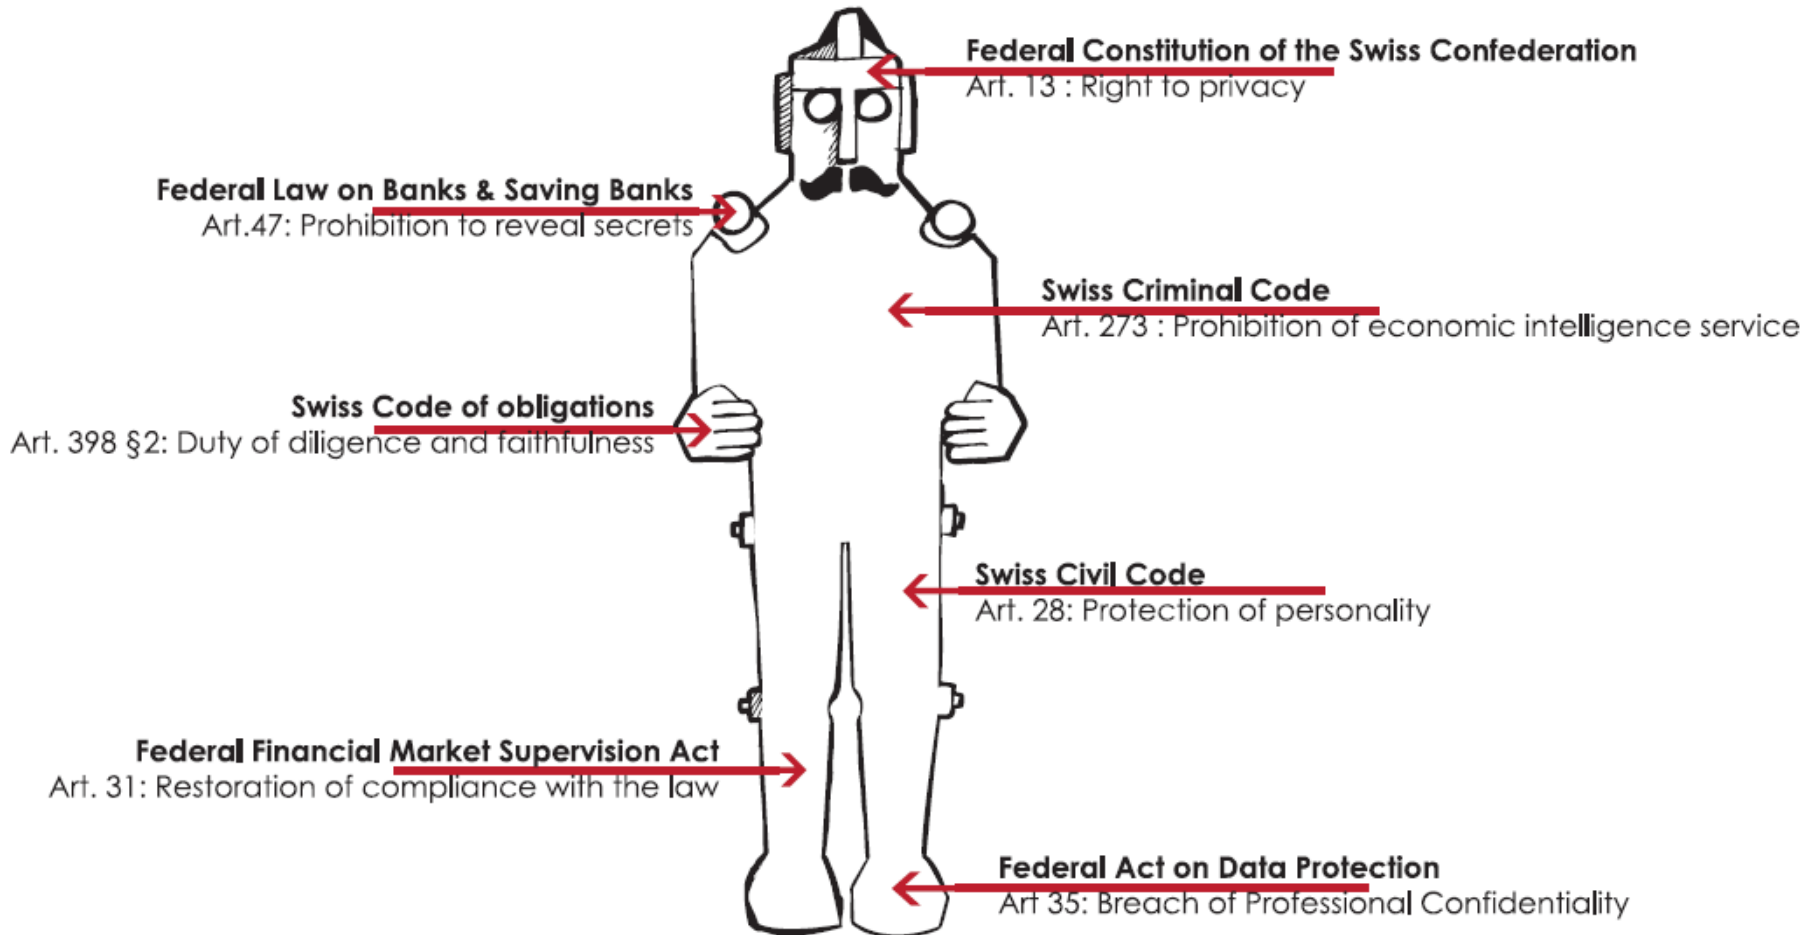 Federal Constitution of the Swiss Confederation
Art. 13 : Right to privacy
Federal Law on Banks & Saving Banks
Art.47: Prohibition to reveal secrets
Swiss Criminal Code
Art. 273 : Prohibition of economic intelligence service
Swiss Code of obligations
Art. 398 §2: Duty of diligence and faithfulness
Swiss Civil Code
Art. 28: Protection of personality
Federal Financial Market Supervision Act
Art. 31: Restoration of compliance with the law
Federal Act on Data Protection
Art 35: Breach of Professional Confidentiality